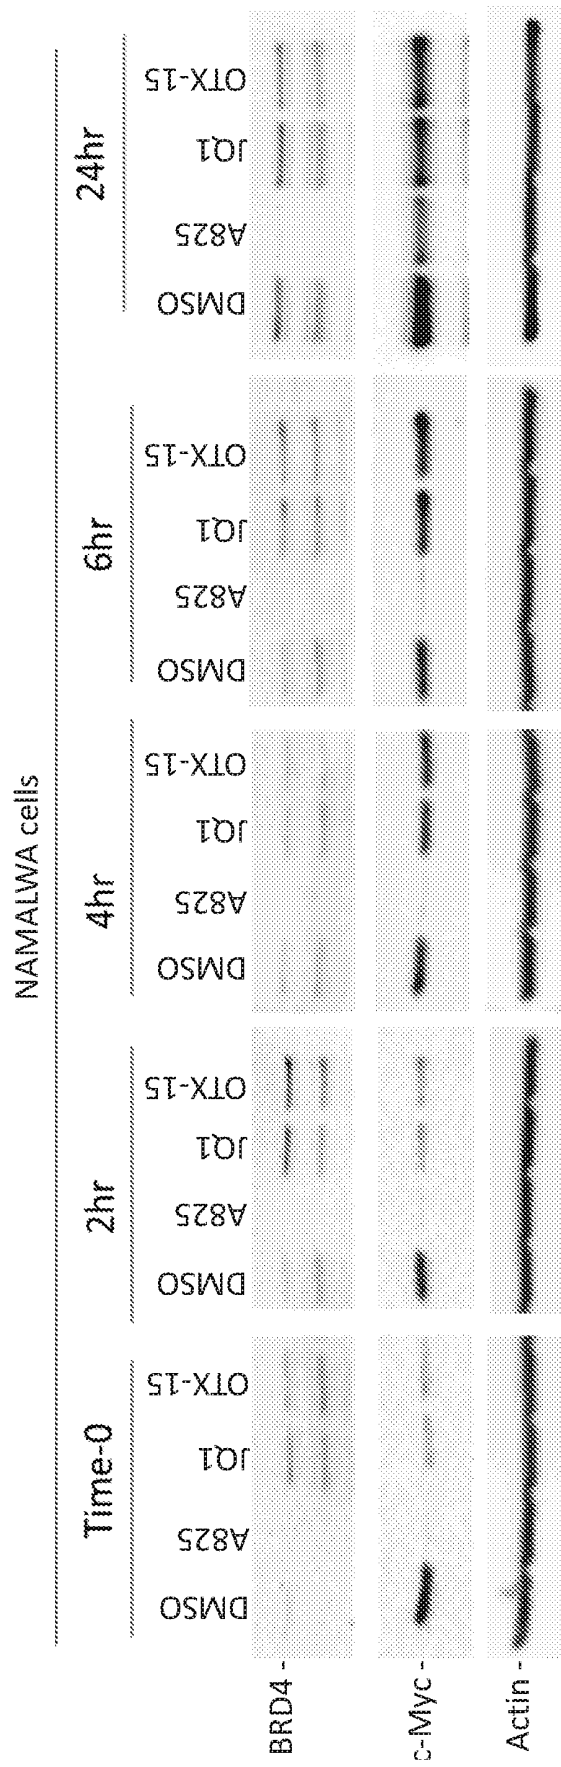 NAMALWA cells
Time-0 2hr 4hr 6hr 24hr
DMSO A825 JQ1 OTX-15 DMSO A825 JQ1 OTX-15 DMSO A825 JQ1 OTX-15 DMSO A825 JQ1 OTX-15 DMSO A825 JQ1 OTX-15
BRD4 -
c-Myc -
Actin -